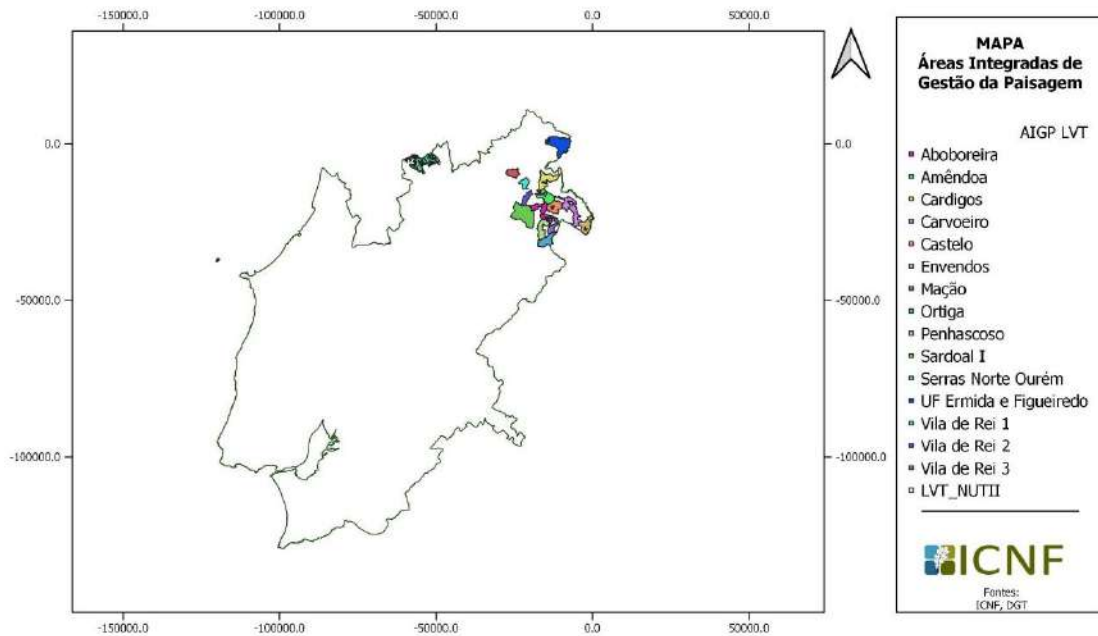 -150000.0 -100000.0 -50000.0 0.0 50000.0
0.0
-50000.0
-100000.0
0.0
-50000.0
-100000.0
-150000.0 -100000.0 -50000.0 0.0 50000.0
MAPA
Áreas Integradas de
Gestão da Paisagem
AIGP LVT
Aboboreira
Amêndoa
Cardigos
Carvoeiro
Castelo
Envendos
Mação
Ortiga
Penhascoso
Sardoal I
Serras Norte Ourém
UF Ermida e Figueiredo
Vila de Rei 1
Vila de Rei 2
Vila de Rei 3
LVT_NUTII
ICNF
Fontes:
ICNF, DGT